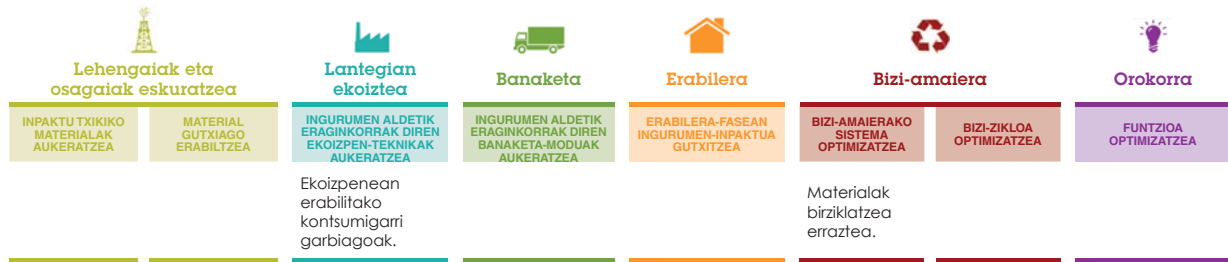 Lehengaiak eta
osagaiak eskuratzea
Lantegian
ekoiztea
Banaketa
Erabilera
Bizi-amaiera
Orokorra
INPAKTU TXIKIKO
MATERIALAK
AUKERATZEA
MATERIAL
GUTXIAGO
ERABILTZEA
INGURUMEN ALDETIK
ERAGINKORRAK DIREN
EKOIZPEN-TEKNIKAK
AUKERATZEA
INGURUMEN ALDETIK
ERAGINKORRAK DIREN
BANAKETA-MODUAK
AUKERATZEA
ERABILERA-FASEAN
INGURUMEN-INPAKTUA
GUTXITZEA
BIZI-AMAIERAKO
SISTEMA
OPTIMIZATZEA
BIZI-ZIKLOA
OPTIMIZATZEA
FUNTZIOA
OPTIMIZATZEA
Ekoizpenean
erabilitako
kontsumigarri
garbiagoak.
Materialak
birziklatzea
erraztea.